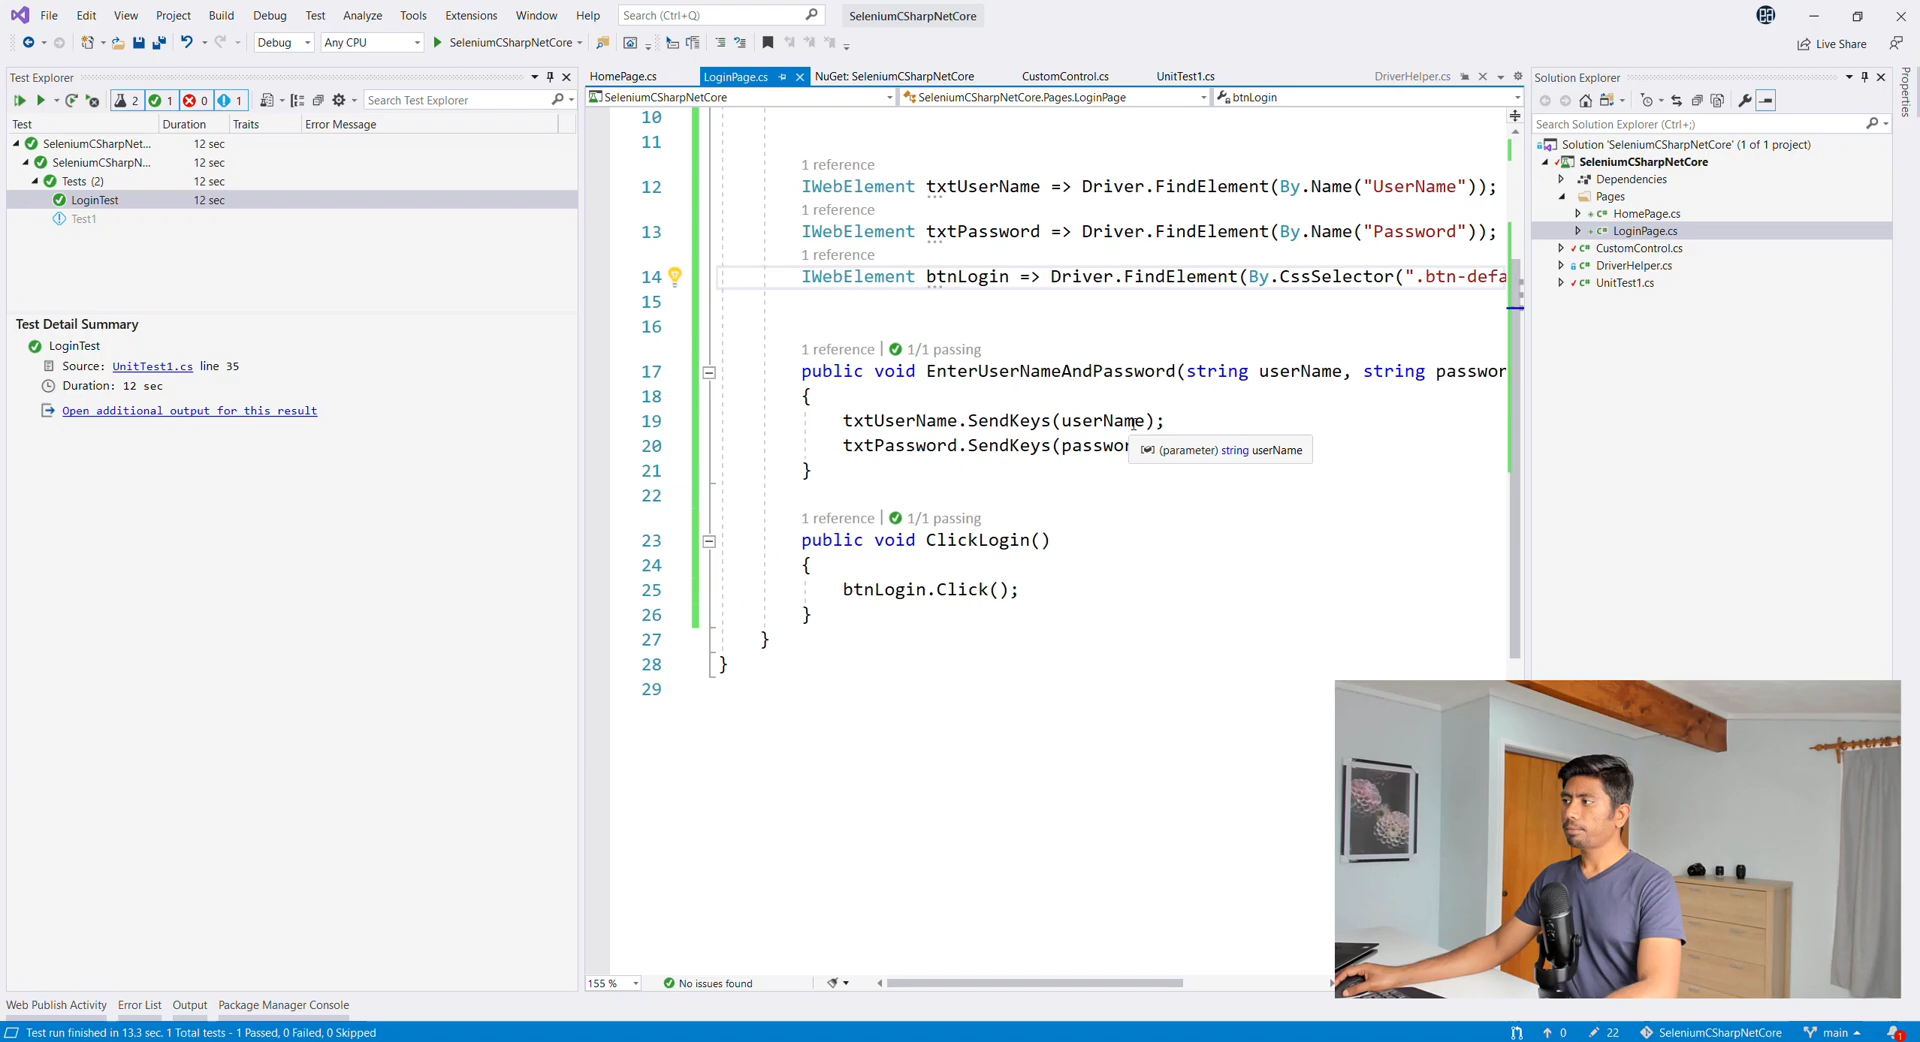 File Edit View Project Build Debug Test Analyze Tools Extensions Window Help Search (Ctrl+Q) SeleniumCSharpNetCore
Debug Any CPU SeleniumCSharpNetCore Live Share
Test Explorer
2 1 0 1 Search Test Explorer
Test Duration Traits Error Message
SeleniumCSharpNet... 12 sec
SeleniumCSharpN... 12 sec
Tests (2) 12 sec
LoginTest 12 sec
Test1
Test Detail Summary
LoginTest
Source: UnitTest1.cs line 35
Duration: 12 sec
Open additional output for this result
HomePage.cs LoginPage.cs NuGet: SeleniumCSharpNetCore CustomControl.cs UnitTest1.cs DriverHelper.cs
SeleniumCSharpNetCore SeleniumCSharpNetCore.Pages.LoginPage btnLogin
10
11
1 reference
12 IWebElement txtUserName => Driver.FindElement(By.Name("UserName"));
1 reference
13 IWebElement txtPassword => Driver.FindElement(By.Name("Password"));
1 reference
14 IWebElement btnLogin => Driver.FindElement(By.CssSelector(".btn-defa
15
16
1 reference | 1/1 passing
17 public void EnterUserNameAndPassword(string userName, string passwor
18 {
19 txtUserName.SendKeys(userName);
20 txtPassword.SendKeys(passwor
(parameter) string userName
21 }
22
1 reference | 1/1 passing
23 public void ClickLogin()
24 {
25 btnLogin.Click();
26 }
27 }
28 }
29
155 % No issues found
Solution Explorer
Search Solution Explorer (Ctrl+;)
Solution 'SeleniumCSharpNetCore' (1 of 1 project)
SeleniumCSharpNetCore
Dependencies
Pages
HomePage.cs
LoginPage.cs
CustomControl.cs
DriverHelper.cs
UnitTest1.cs
Properties
Web Publish Activity Error List Output Package Manager Console
Test run finished in 13.3 sec. 1 Total tests - 1 Passed, 0 Failed, 0 Skipped 0 22 SeleniumCSharpNetCore main 1